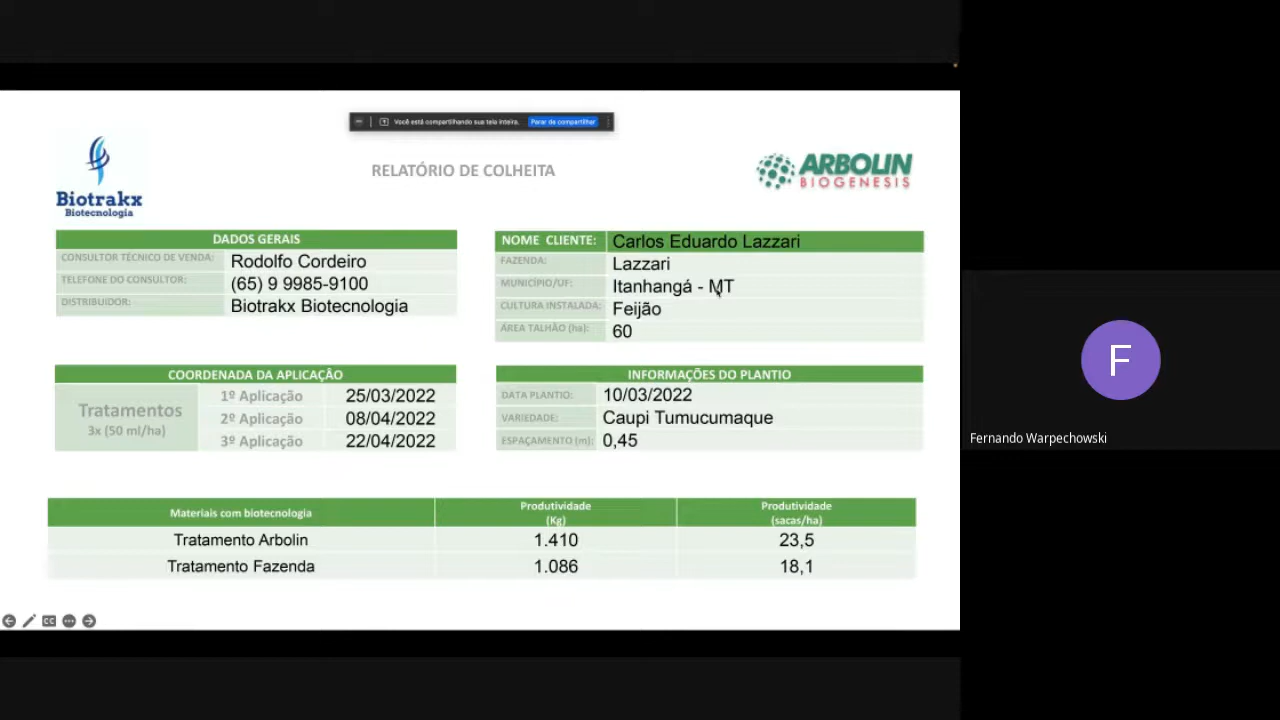 Você está compartilhando sua tela inteira. Parar de compartilhar
Biotrakx
Biotecnologia
RELATÓRIO DE COLHEITA
ARBOLIN
BIOGENESIS
DADOS GERAIS
CONSULTOR TÉCNICO DE VENDA: Rodolfo Cordeiro
TELEFONE DO CONSULTOR: (65) 9 9985-9100
DISTRIBUIDOR: Biotrakx Biotecnologia
NOME CLIENTE: Carlos Eduardo Lazzari
FAZENDA: Lazzari
MUNICÍPIO/UF: Itanhangá - MT
CULTURA INSTALADA: Feijão
ÁREA TALHÃO (ha): 60
COORDENADA DA APLICAÇÃO
Tratamentos
3x (50 ml/ha)
1º Aplicação 25/03/2022
2º Aplicação 08/04/2022
3º Aplicação 22/04/2022
INFORMAÇÕES DO PLANTIO
DATA PLANTIO: 10/03/2022
VARIEDADE: Caupi Tumucumaque
ESPAÇAMENTO (m): 0,45
Materiais com biotecnologia Produtividade (Kg) Produtividade (sacas/ha)
Tratamento Arbolin 1.410 23,5
Tratamento Fazenda 1.086 18,1
CC
F
Fernando Warpechowski